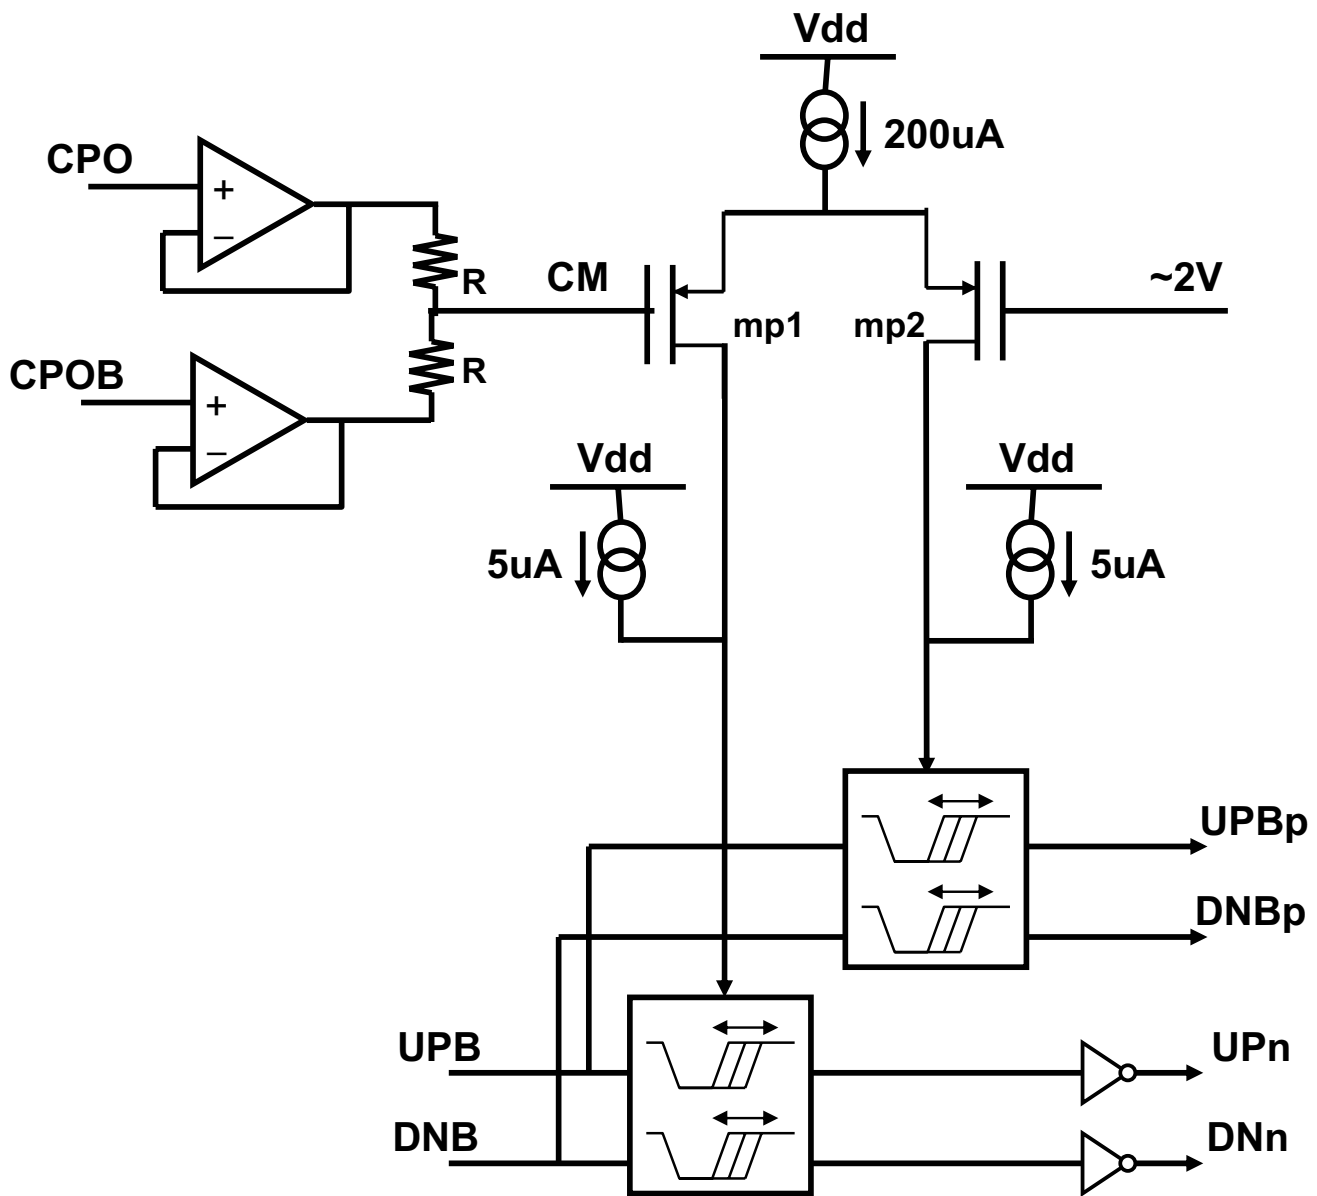 Vdd
200uA
CPO
+
–
R
CM
mp1
mp2
~2V
CPOB
+
–
R
Vdd
5uA
Vdd
5uA
UPBp
DNBp
UPB
UPn
DNB
DNn